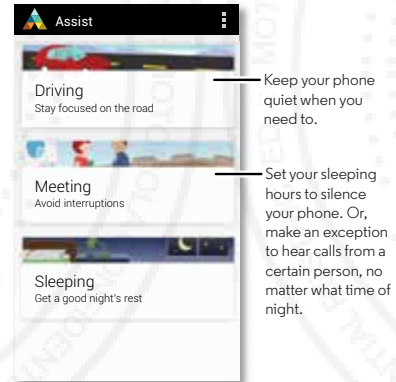 Assist
Driving
Stay focused on the road
Meeting
Avoid interruptions
Sleeping
Get a good night's rest
Keep your phone
quiet when you
need to.
Set your sleeping
hours to silence
your phone. Or,
make an exception
to hear calls from a
certain person, no
matter what time of
night.